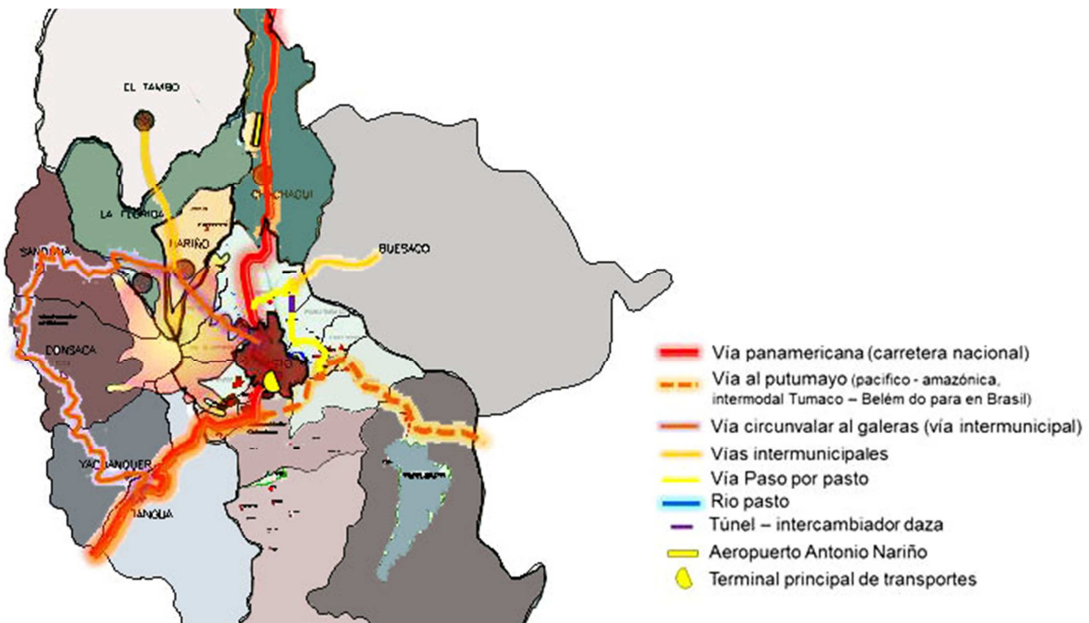 EL TAMBO
CHACHAGUI
LA FLORIDA
NARIÑO
BUESACO
SANDONA
CONSACA
YACUANQUER
TANGUA
Vía panamericana (carretera nacional)
Vía al putumayo (pacifico - amazónica,
intermodal Tumaco – Belém do para en Brasil)
Vía circunvalar al galeras (vía intermunicipal)
Vías intermunicipales
Vía Paso por pasto
Rio pasto
Túnel – intercambiador daza
Aeropuerto Antonio Nariño
Terminal principal de transportes